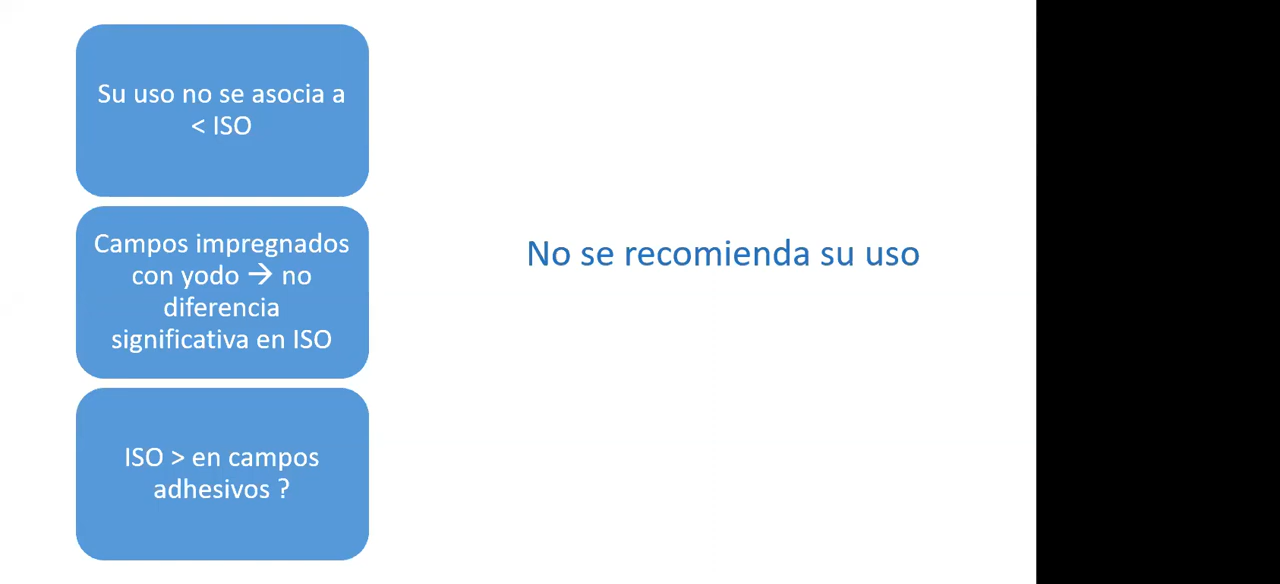 Su uso no se asocia a
< ISO
Campos impregnados
con yodo → no
diferencia
significativa en ISO
ISO > en campos
adhesivos ?
No se recomienda su uso